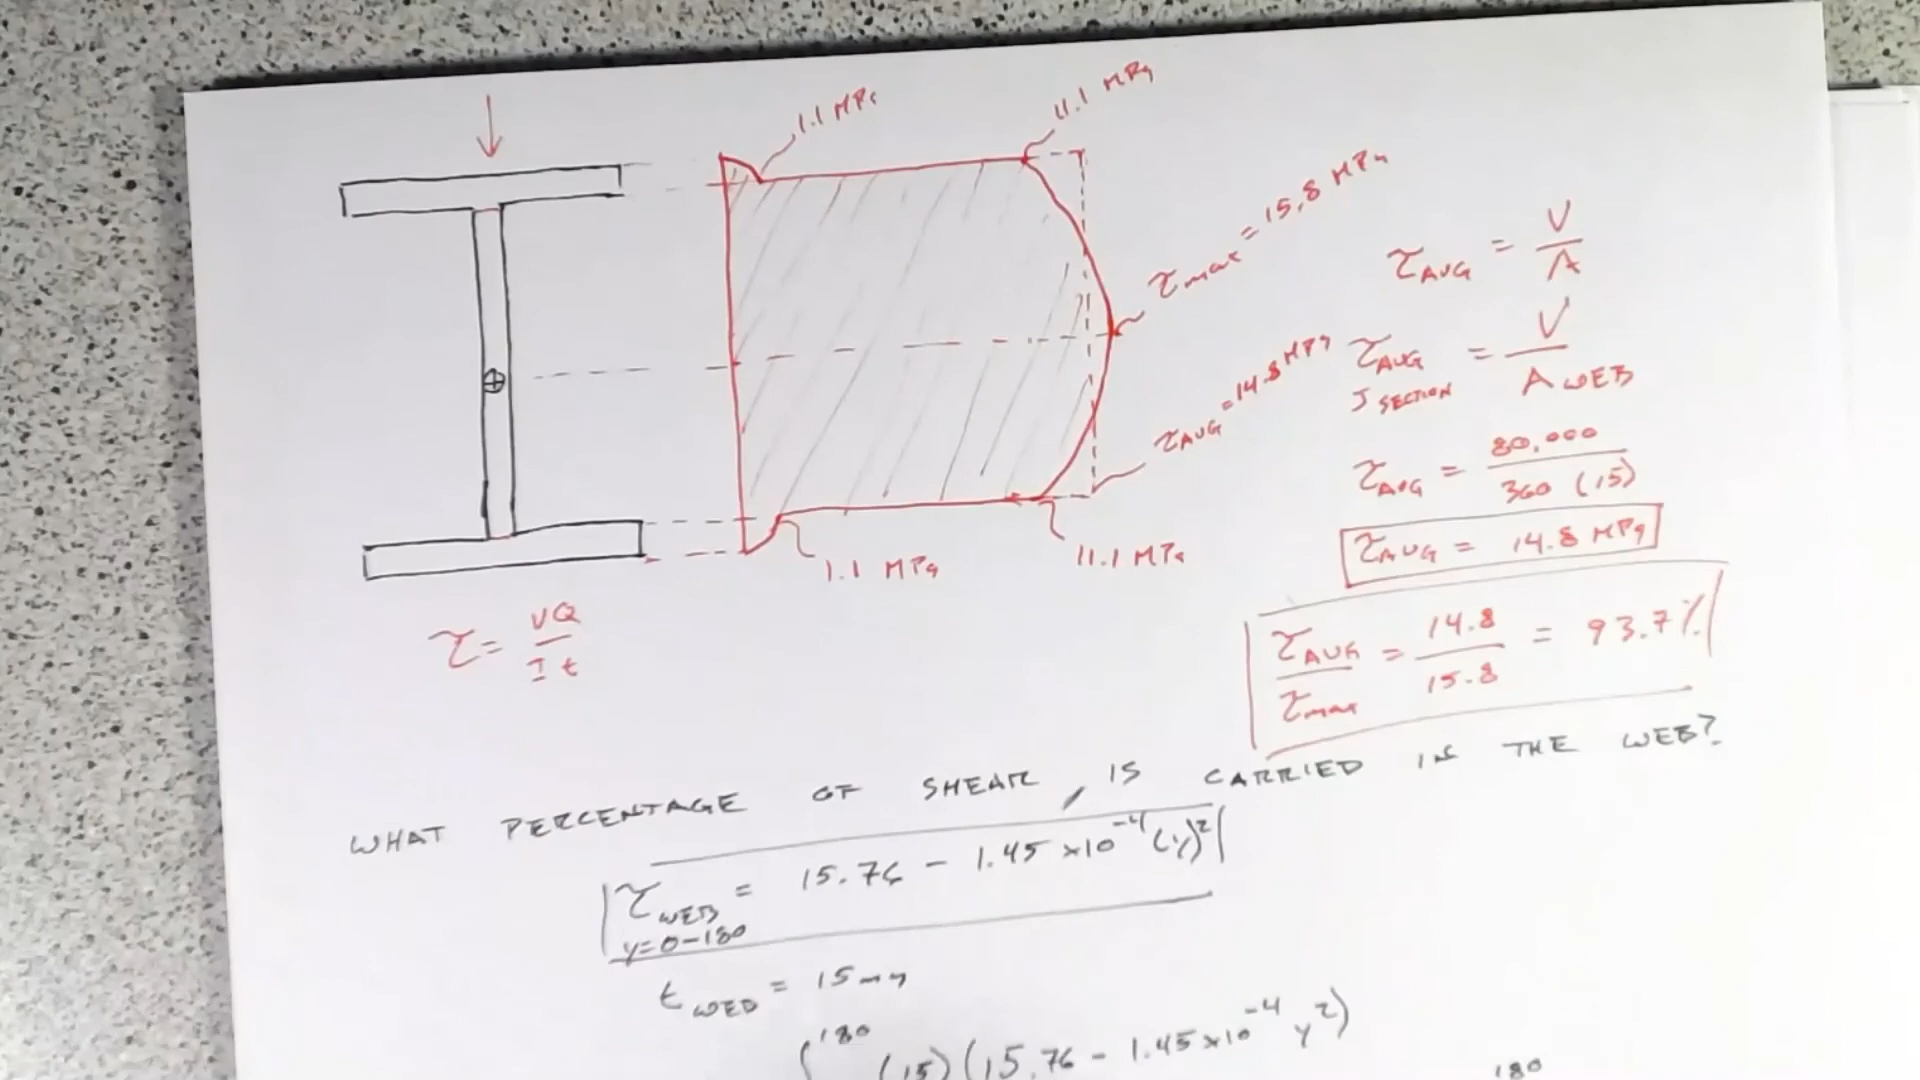 1.1 MPa
11.1 MPa
τmax = 15.8 MPa
τAVG = 14.8 MPa
1.1 MPa
11.1 MPa
τ = VQ / It
τAVG = V / A
τAVG = V / A WEB
I SECTION
τAVG = 80,000 / 360 (15)
τAVG = 14.8 MPa
τAVG / τmax = 14.8 / 15.8 = 93.7%
WHAT PERCENTAGE OF SHEAR IS CARRIED IN THE WEB?
τWEB = 15.76 - 1.45 x10^-4 (y)^2
y=0-180
tWEB = 15mm
∫180 (15)(15.76 - 1.45x10^-4 y^2)
180